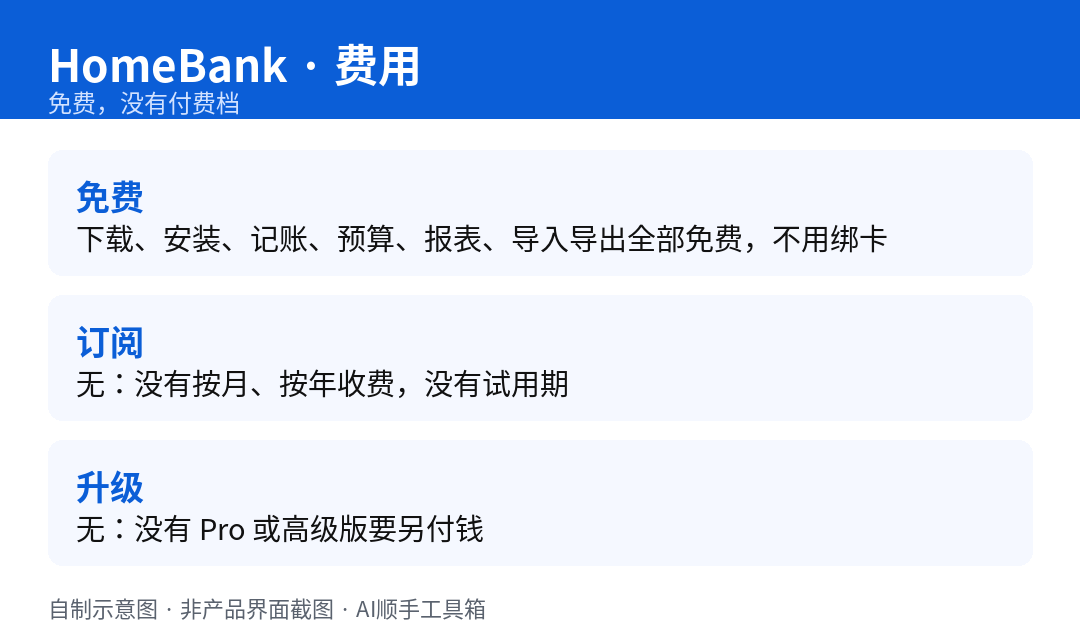 HomeBank · 费用
免费，没有付费档
免费
下载、安装、记账、预算、报表、导入导出全部免费，不用绑卡
订阅
无：没有按月、按年收费，没有试用期
升级
无：没有 Pro 或高级版要另付钱
自制示意图 · 非产品界面截图 · AI顺手工具箱